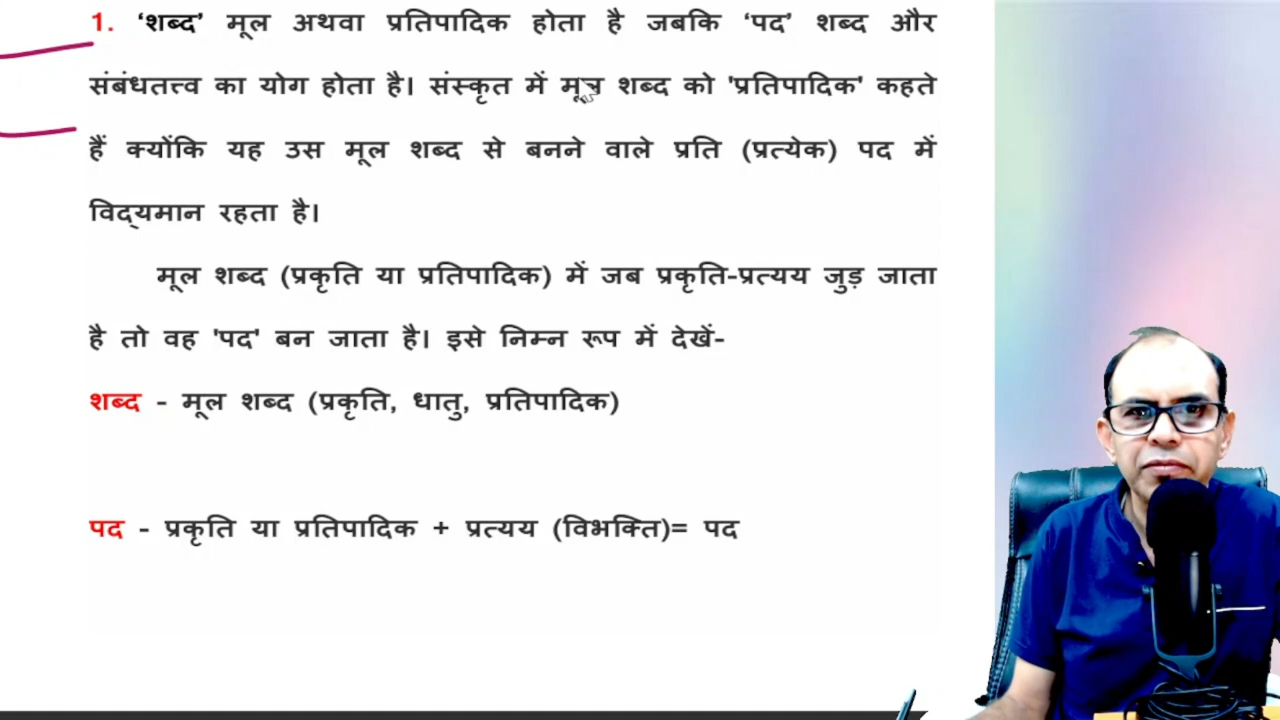 1. ‘शब्द’ मूल अथवा प्रतिपादिक होता है जबकि ‘पद’ शब्द और
संबंधतत्त्व का योग होता है। संस्कृत में मूल शब्द को 'प्रतिपादिक' कहते
हैं क्योंकि यह उस मूल शब्द से बनने वाले प्रति (प्रत्येक) पद में
विद्‌यमान रहता है।
मूल शब्द (प्रकृति या प्रतिपादिक) में जब प्रकृति-प्रत्यय जुड़ जाता
है तो वह 'पद' बन जाता है। इसे निम्न रूप में देखें-
शब्द - मूल शब्द (प्रकृति, धातु, प्रतिपादिक)
पद - प्रकृति या प्रतिपादिक + प्रत्यय (विभक्ति)= पद